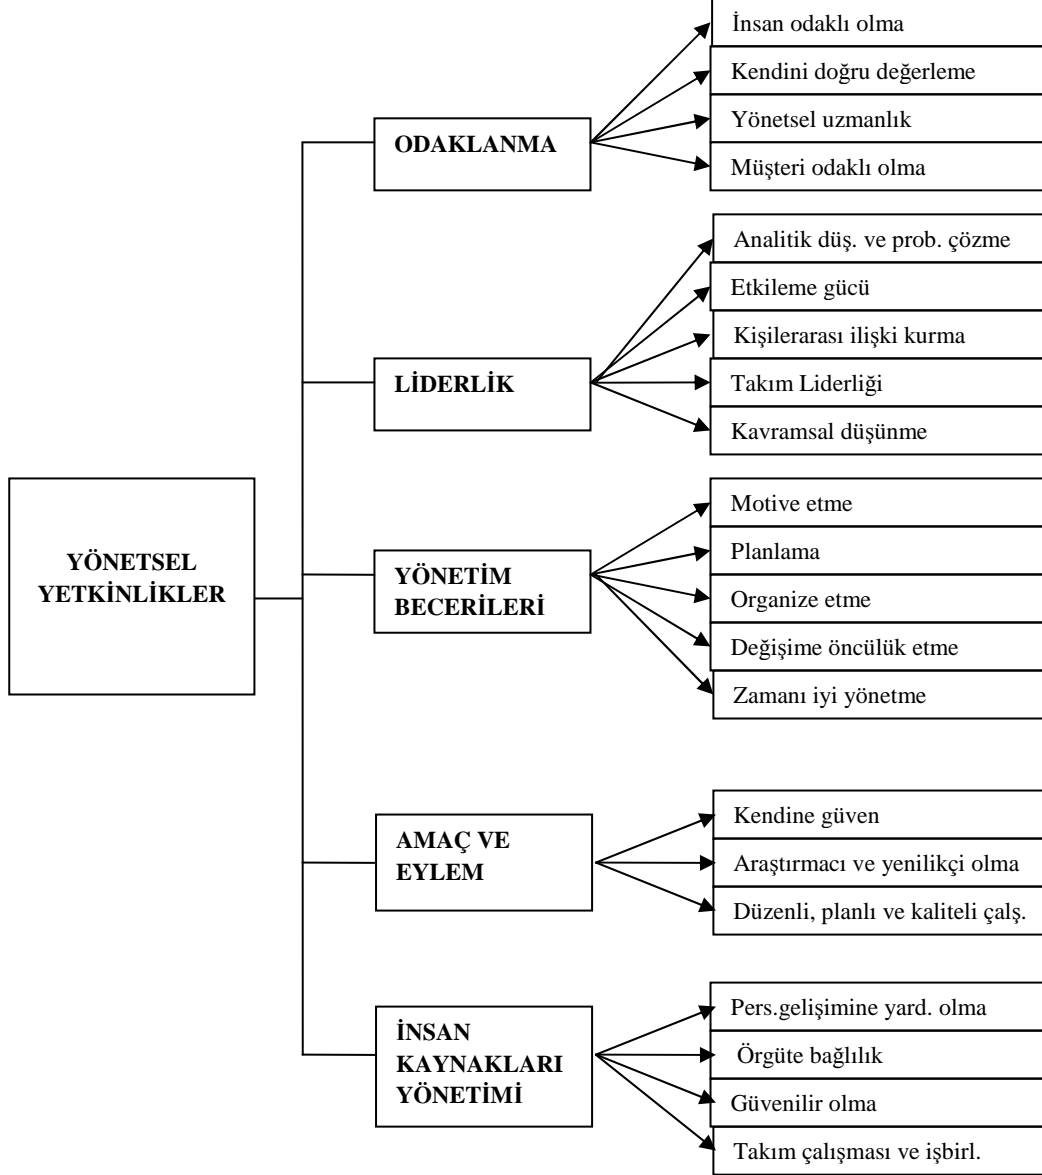 YÖNETSEL
YETKİNLİKLER
ODAKLANMA
İnsan odaklı olma
Kendini doğru değerleme
Yönetsel uzmanlık
Müşteri odaklı olma
LİDERLİK
Analitik düş. ve prob. çözme
Etkileme gücü
Kişilerarası ilişki kurma
Takım Liderliği
Kavramsal düşünme
YÖNETİM
BECERİLERİ
Motive etme
Planlama
Organize etme
Değişime öncülük etme
Zamanı iyi yönetme
AMAÇ VE
EYLEM
Kendine güven
Araştırmacı ve yenilikçi olma
Düzenli, planlı ve kaliteli çalş.
İNSAN
KAYNAKLARI
YÖNETİMİ
Pers.gelişimine yard. olma
Örgüte bağlılık
Güvenilir olma
Takım çalışması ve işbirl.